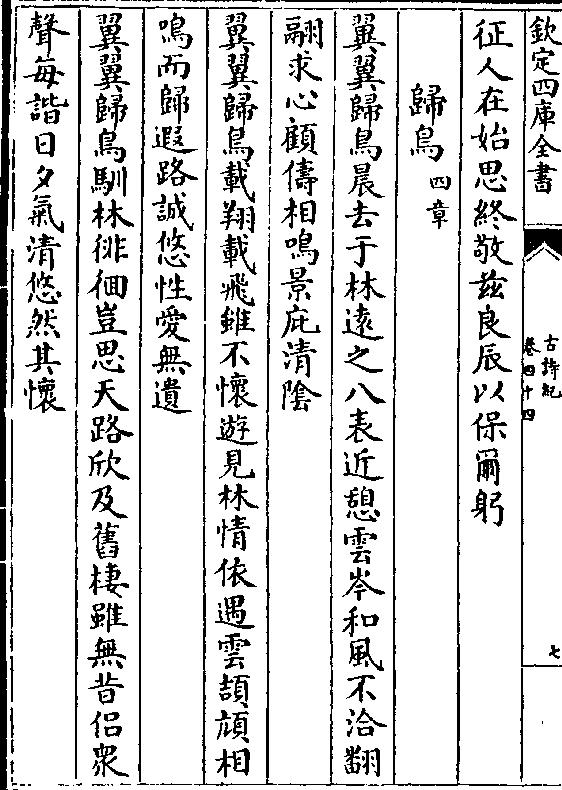 欽定四庫全書
古詩紀
卷四十四
七
征人在始思終敬茲良辰以保爾躬
歸鳥四章
翼翼歸鳥晨去于林遠之八表近憩雲岑和風不洽翻
翮求心顧儔相鳴景庇清陰
翼翼歸鳥載翔載飛雖不懷遊見林情依遇雲頡頏相
鳴而歸遐路誠悠性愛無遺
翼翼歸鳥馴林徘徊豈思天路欣及舊棲雖無昔侣衆
聲每諧日夕氣清悠然其懷